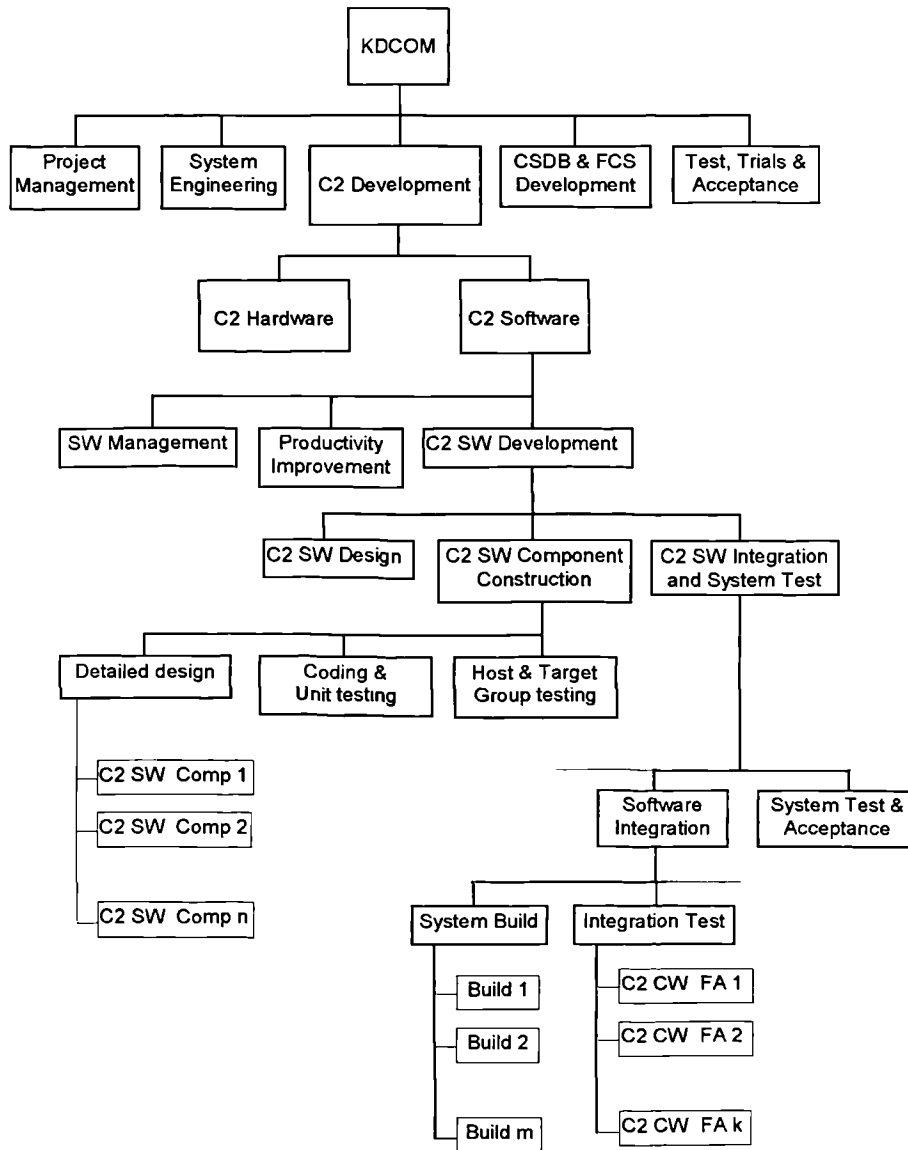 KDCOM
Project
Management
System
Engineering
C2 Development
CSDB & FCS
Development
Test, Trials &
Acceptance
C2 Hardware
C2 Software
SW Management
Productivity
Improvement
C2 SW Development
C2 SW Design
C2 SW Component
Construction
C2 SW Integration
and System Test
Detailed design
Coding &
Unit testing
Host & Target
Group testing
C2 SW Comp 1
C2 SW Comp 2
C2 SW Comp n
Software
Integration
System Test &
Acceptance
System Build
Integration Test
Build 1
Build 2
Build m
C2 CW FA 1
C2 CW FA 2
C2 CW FA k